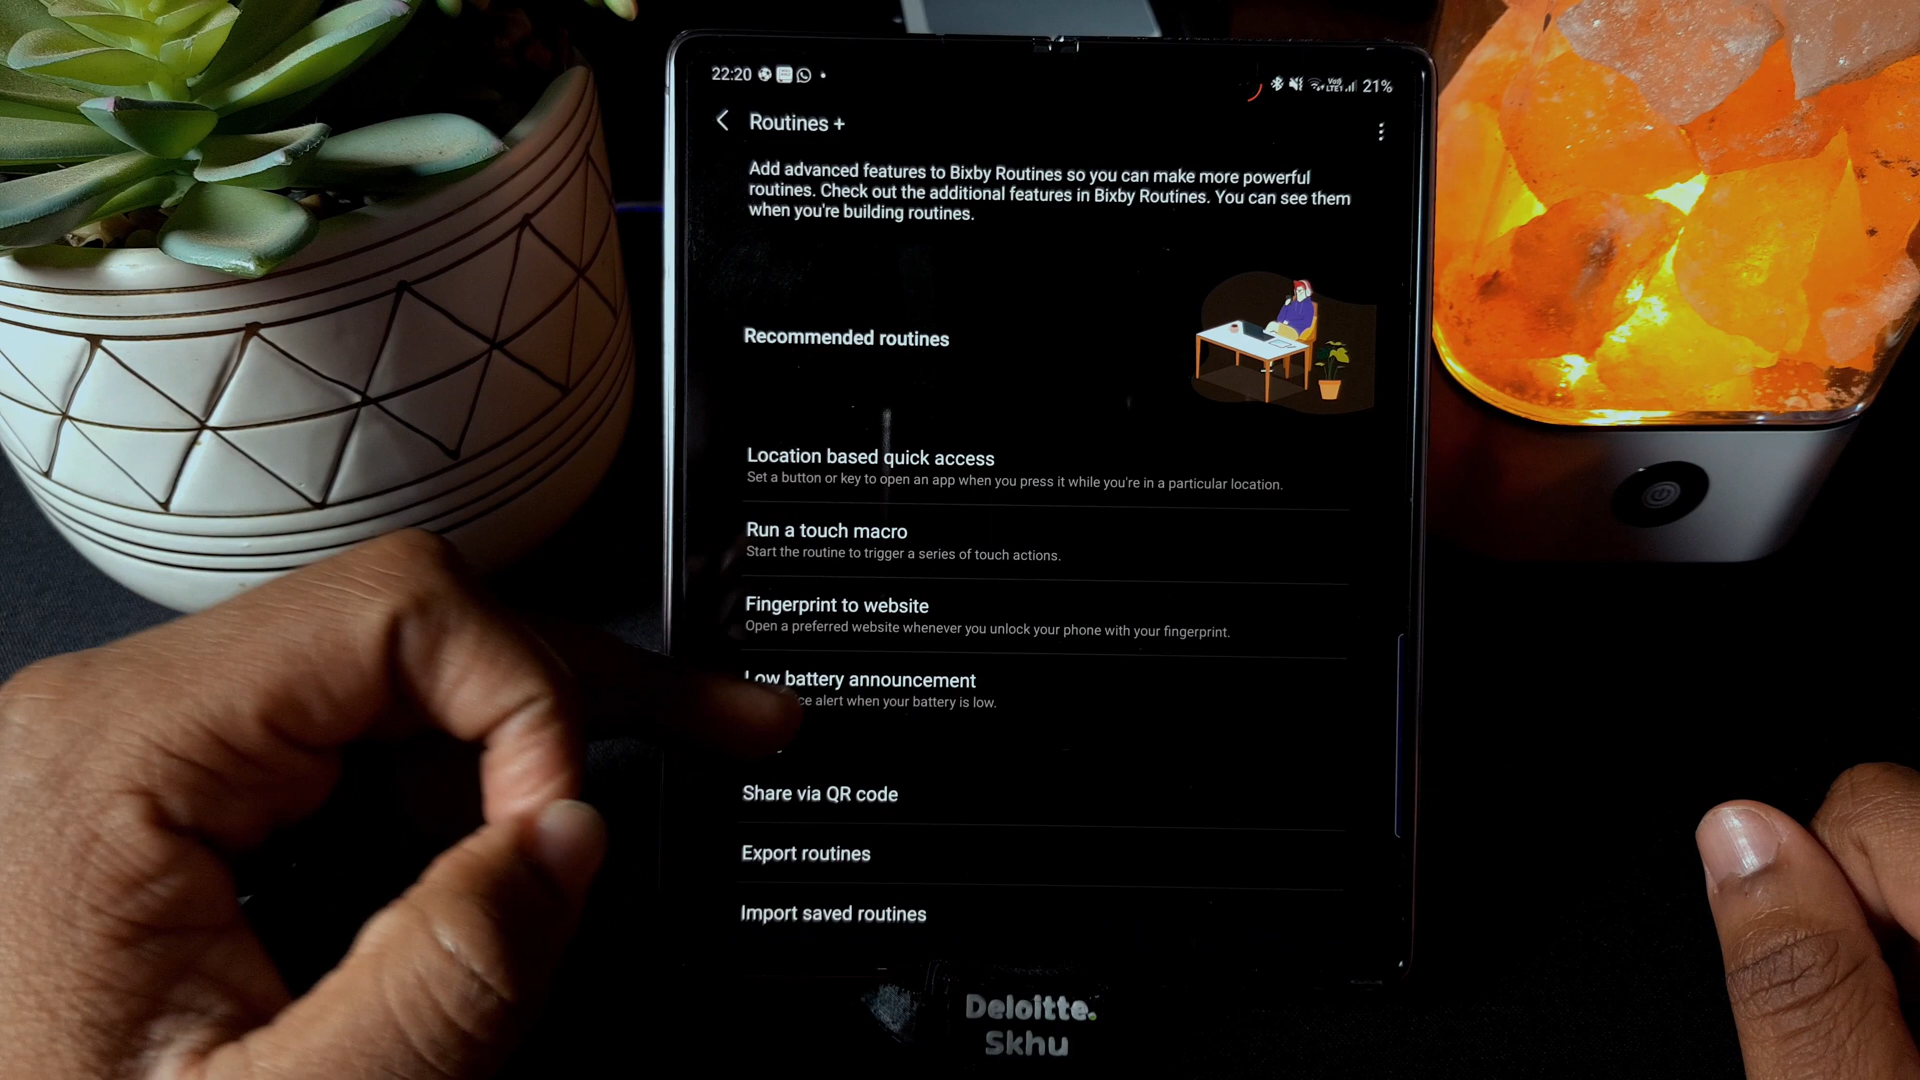 22:20
Vo))
LTE1
21%
Routines +
Add advanced features to Bixby Routines so you can make more powerful
routines. Check out the additional features in Bixby Routines. You can see them
when you're building routines.
Recommended routines
Location based quick access
Set a button or key to open an app when you press it while you're in a particular location.
Run a touch macro
Start the routine to trigger a series of touch actions.
Fingerprint to website
Open a preferred website whenever you unlock your phone with your fingerprint.
Low battery announcement
alert when your battery is low.
Share via QR code
Export routines
Import saved routines
Deloitte.
Skhu